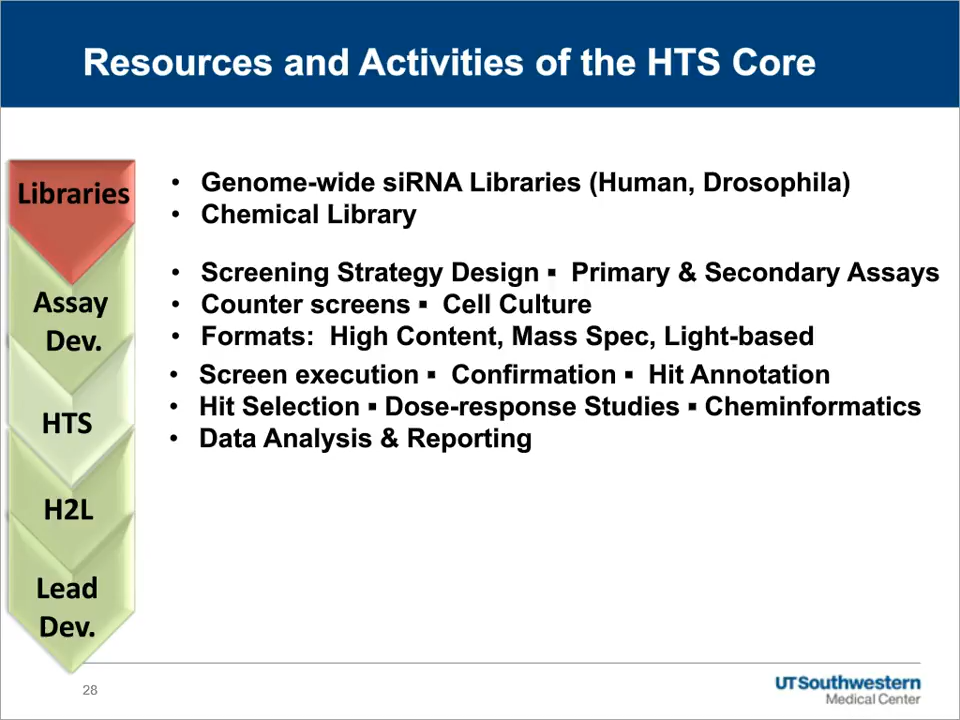 Resources and Activities of the HTS Core
Libraries
• Genome-wide siRNA Libraries (Human, Drosophila)
• Chemical Library
Assay
Dev.
• Screening Strategy Design ▪ Primary & Secondary Assays
• Counter screens ▪ Cell Culture
• Formats: High Content, Mass Spec, Light-based
HTS
• Screen execution ▪ Confirmation ▪ Hit Annotation
• Hit Selection ▪ Dose-response Studies ▪ Cheminformatics
• Data Analysis & Reporting
H2L
Lead
Dev.
28
UTSouthwestern
Medical Center